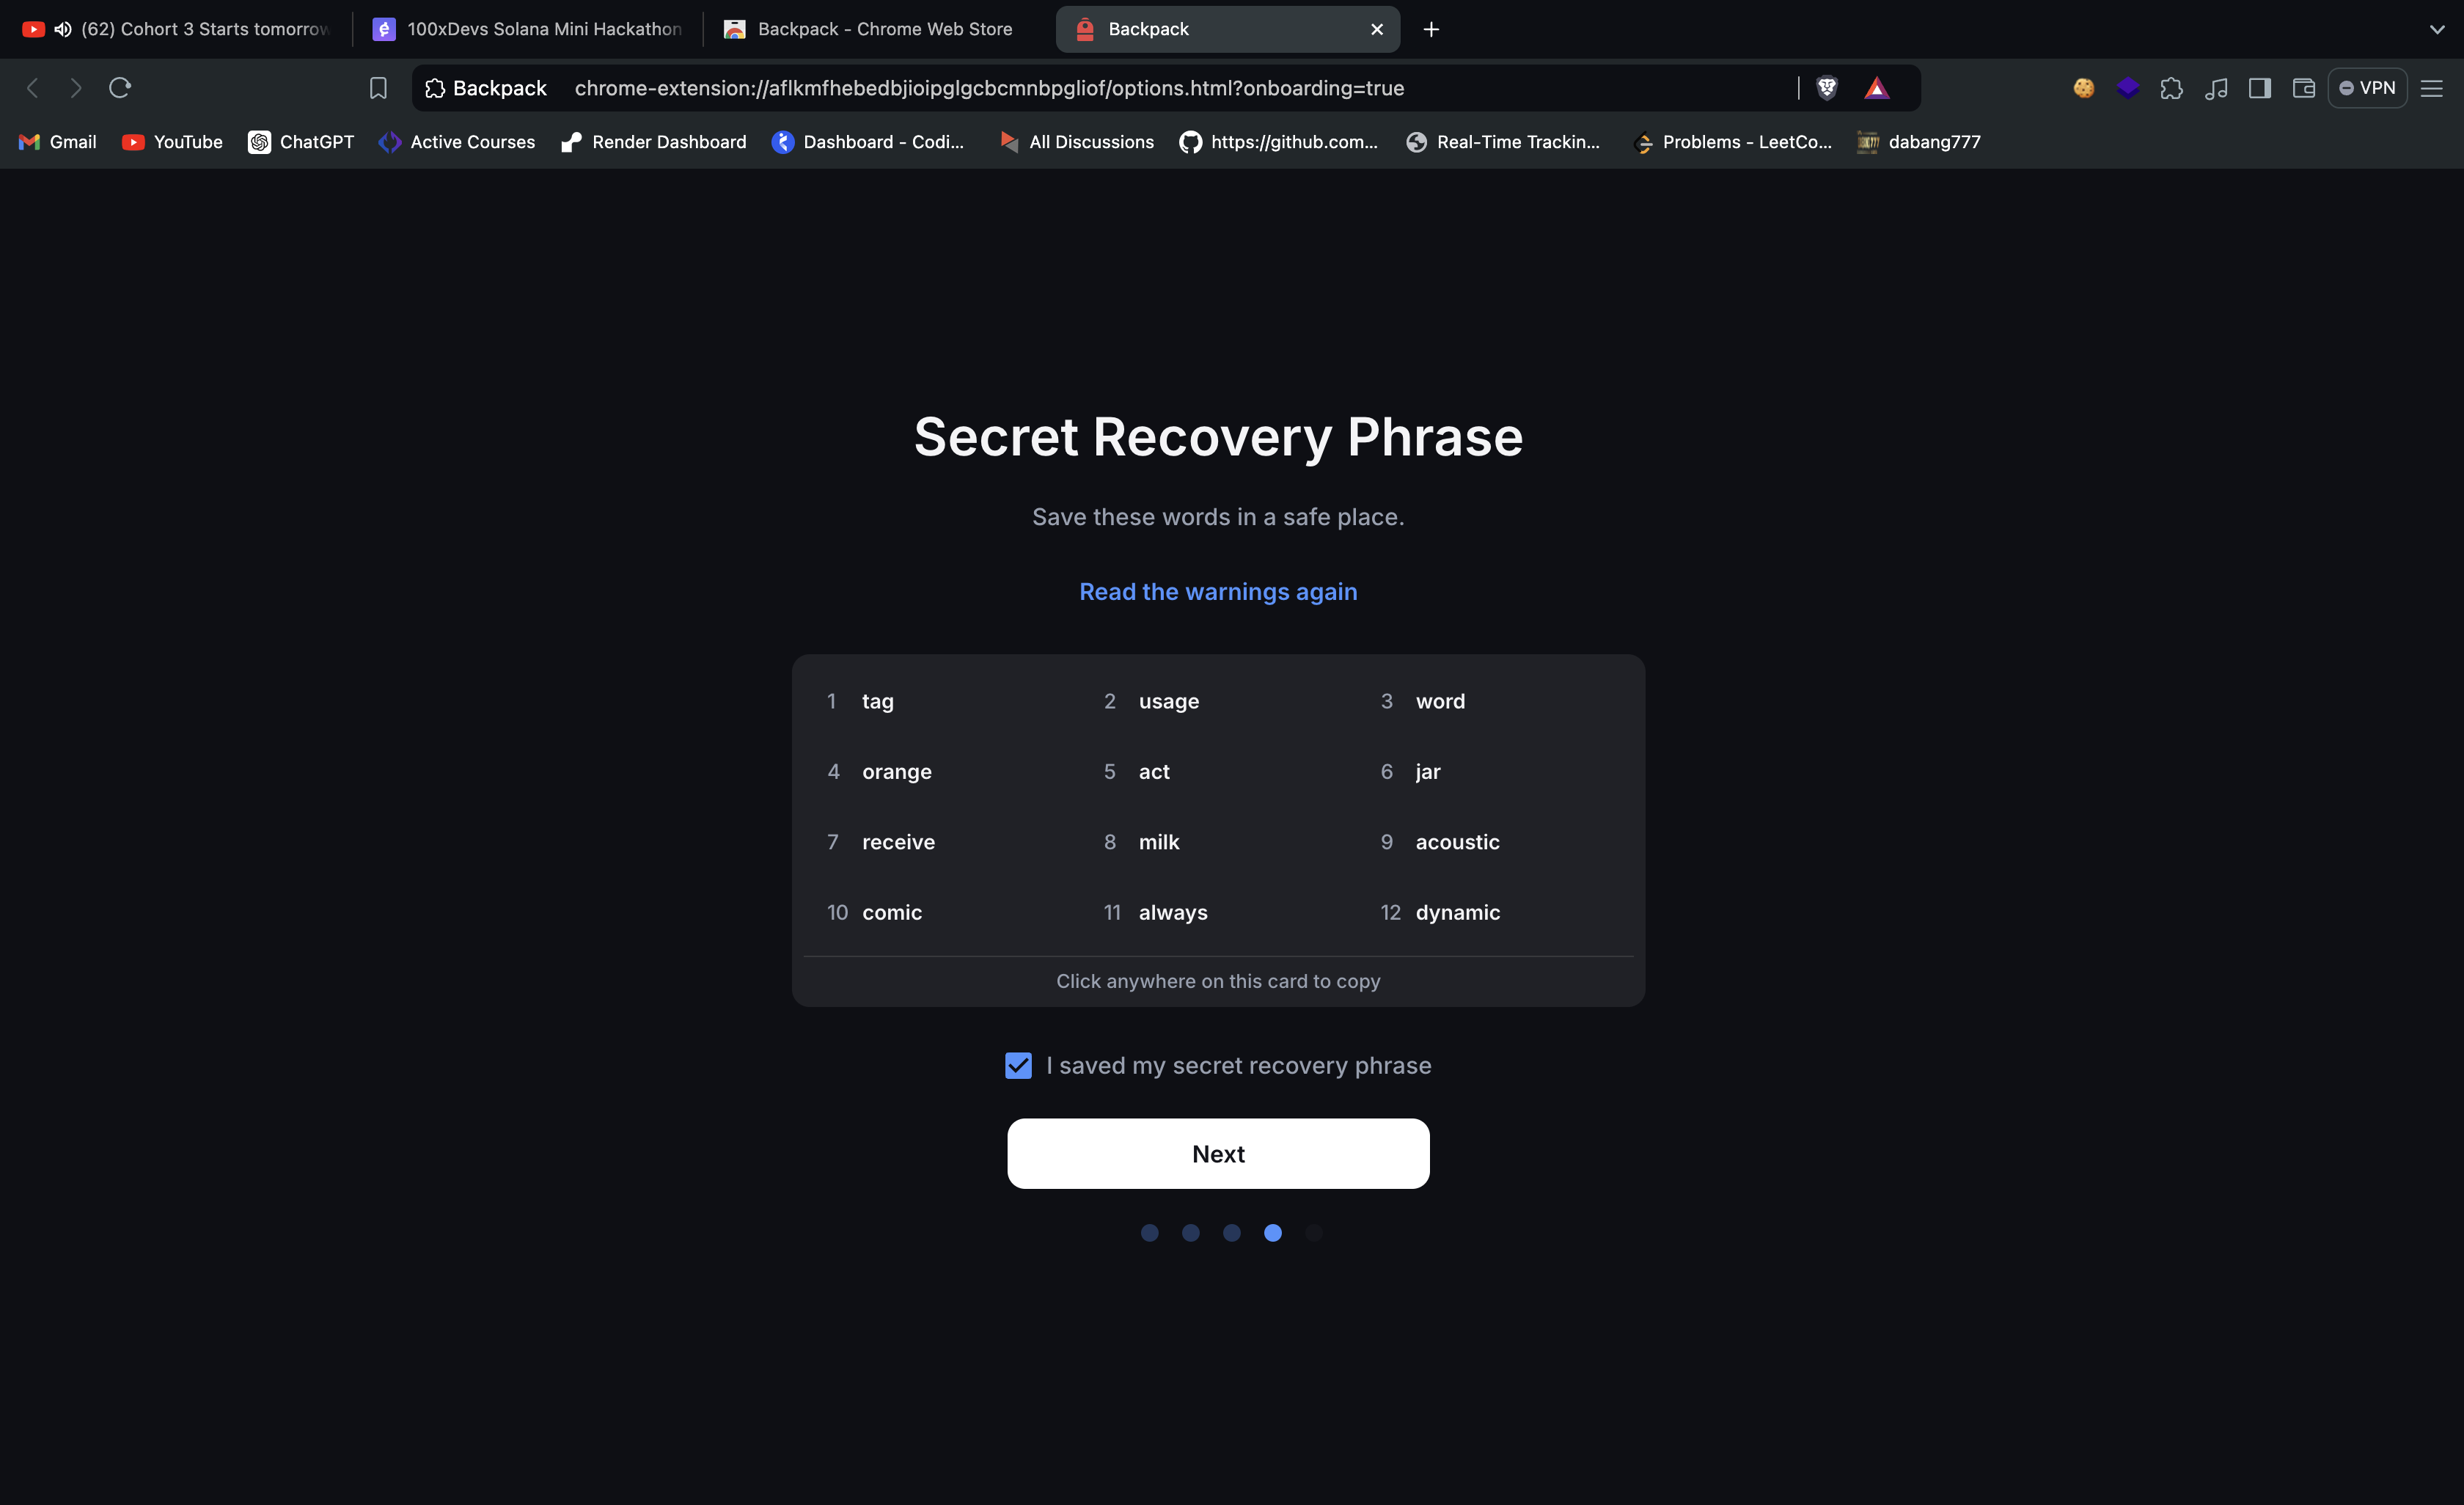 (62) Cohort 3 Starts tomorrow
100xDevs Solana Mini Hackathon
Backpack - Chrome Web Store
Backpack
Backpack chrome-extension://aflkmfhebedbjioipglgcbcmnbpgliof/options.html?onboarding=true
VPN
Gmail YouTube ChatGPT Active Courses Render Dashboard Dashboard - Codi... All Discussions https://github.com... Real-Time Trackin... Problems - LeetCo... dabang777
Secret Recovery Phrase
Save these words in a safe place.
Read the warnings again
1 tag 2 usage 3 word
4 orange 5 act 6 jar
7 receive 8 milk 9 acoustic
10 comic 11 always 12 dynamic
Click anywhere on this card to copy
I saved my secret recovery phrase
Next